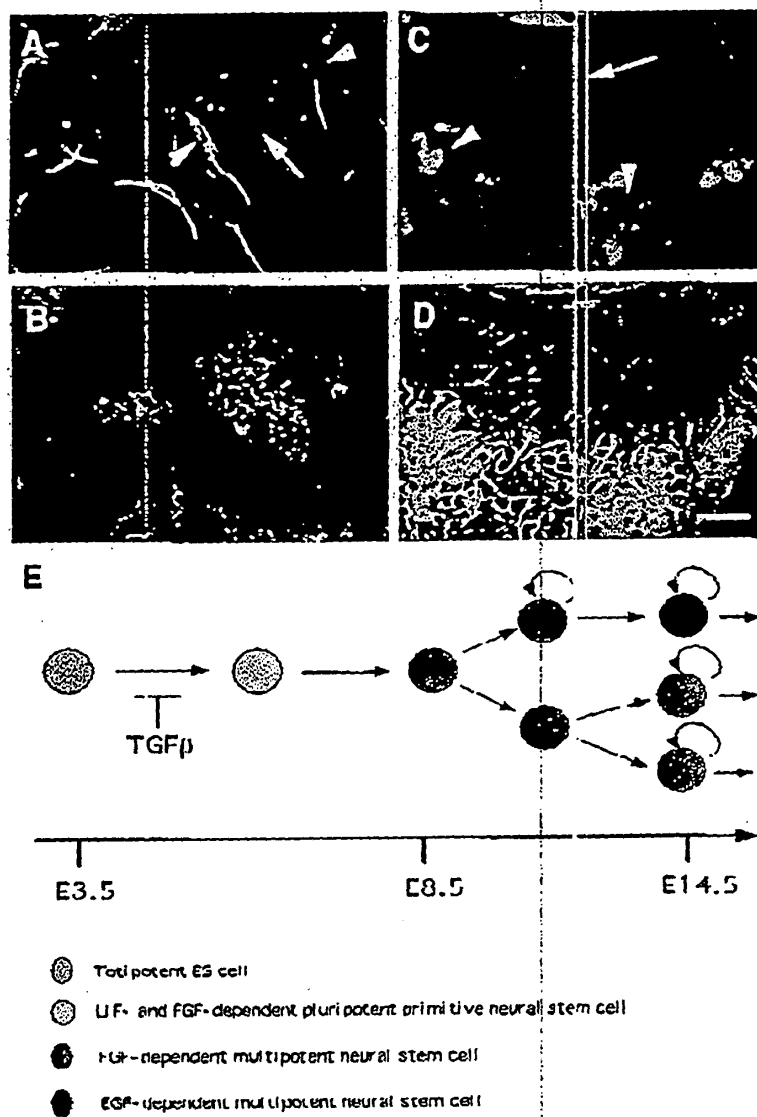 A
C
B
D
E
TGFβ
E3.5
E8.5
E14.5
Totipotent ES cell
LIF- and FGF-dependent pluripotent primitive neural stem cell
FGF-dependent multipotent neural stem cell
EGF-dependent multipotent neural stem cell